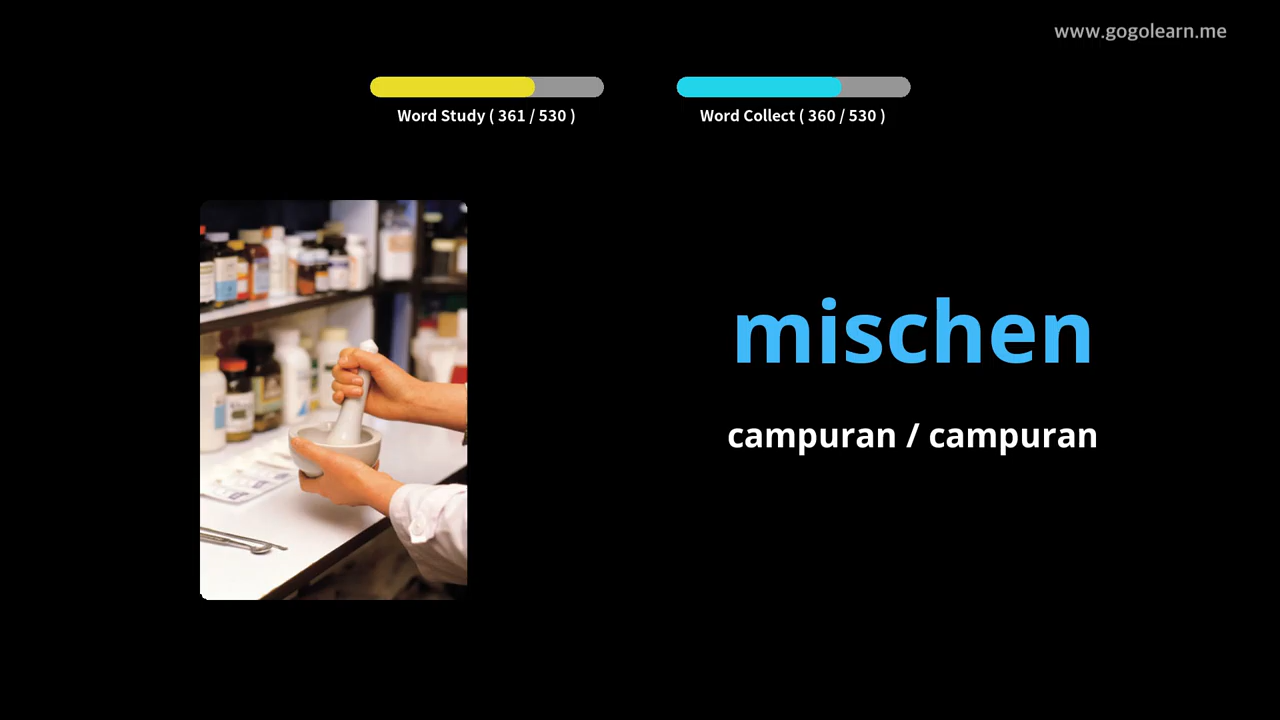 www.gogolearn.me
Word Study ( 361 / 530 )
Word Collect ( 360 / 530 )
mischen
campuran / campuran